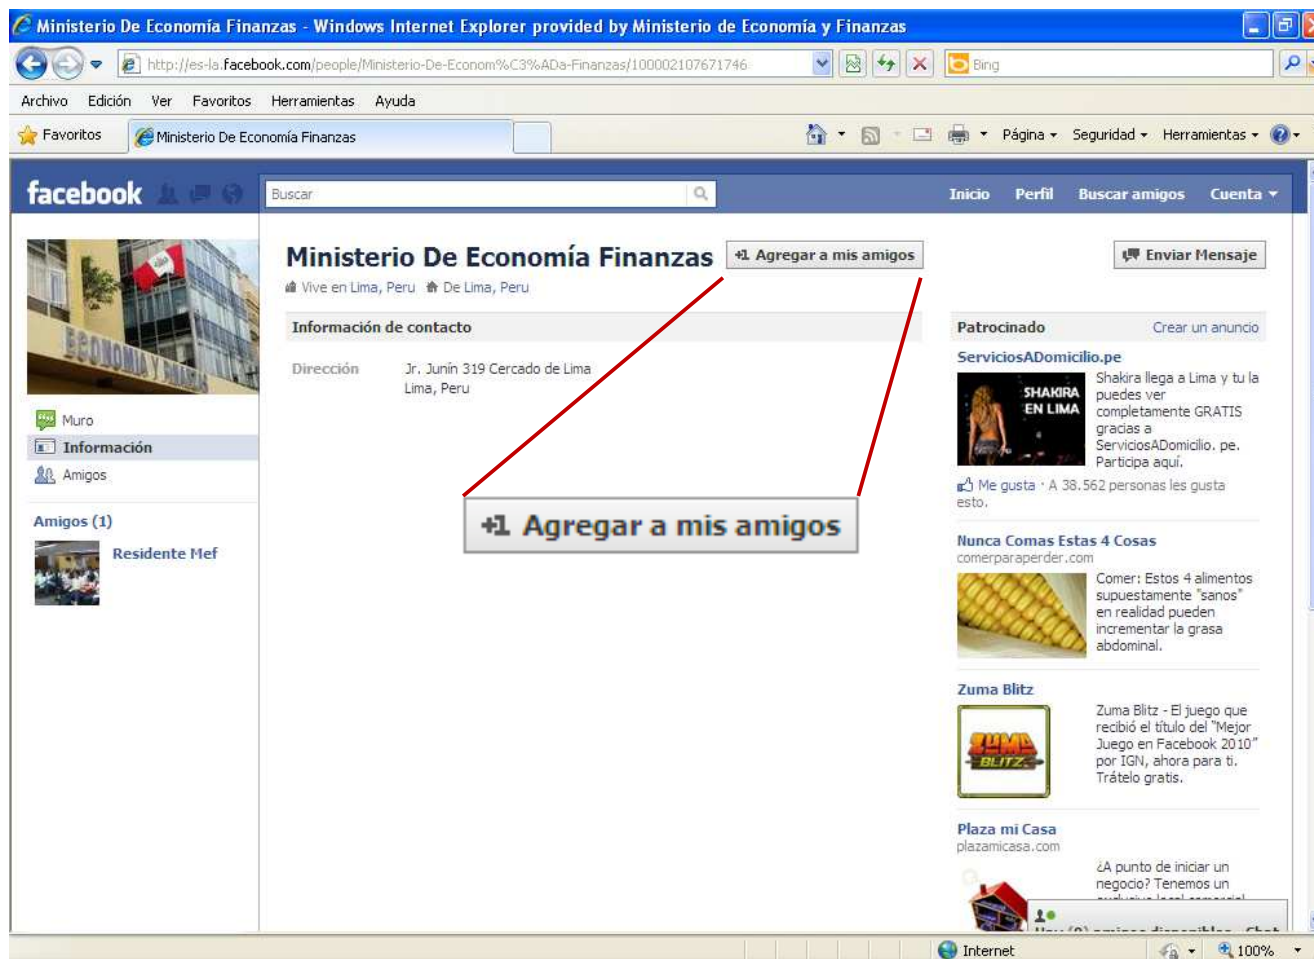 Ministerio De Economía Finanzas - Windows Internet Explorer provided by Ministerio de Economía y Finanzas
http://es-la.facebook.com/people/Ministerio-De-Econom%C3%ADa-Finanzas/100002107671746
Bing
Archivo Edición Ver Favoritos Herramientas Ayuda
Favoritos
Ministerio De Economía Finanzas
Página Seguridad Herramientas
facebook
Buscar
Inicio Perfil Buscar amigos Cuenta
ECONOMIA Y FINANZAS
Muro
Información
Amigos
Amigos (1)
Residente Mef
Ministerio De Economía Finanzas
+1 Agregar a mis amigos
Enviar Mensaje
Vive en Lima, Peru De Lima, Peru
Información de contacto
Dirección
Jr. Junín 319 Cercado de Lima
Lima, Peru
+1 Agregar a mis amigos
Patrocinado
Crear un anuncio
ServiciosADomicilio.pe
SHAKIRA
EN LIMA
Shakira llega a Lima y tu la
puedes ver
completamente GRATIS
gracias a
ServiciosADomicilio. pe.
Participa aquí.
Me gusta · A 38.562 personas les gusta
esto.
Nunca Comas Estas 4 Cosas
comerparaperder.com
Comer: Estos 4 alimentos
supuestamente "sanos"
en realidad pueden
incrementar la grasa
abdominal.
Zuma Blitz
ZUMA
BLITZ
Zuma Blitz - El juego que
recibió el título del "Mejor
Juego en Facebook 2010"
por IGN, ahora para ti.
Trátelo gratis.
Plaza mi Casa
plazamicasa.com
¿A punto de iniciar un
negocio? Tenemos un
Internet
100%